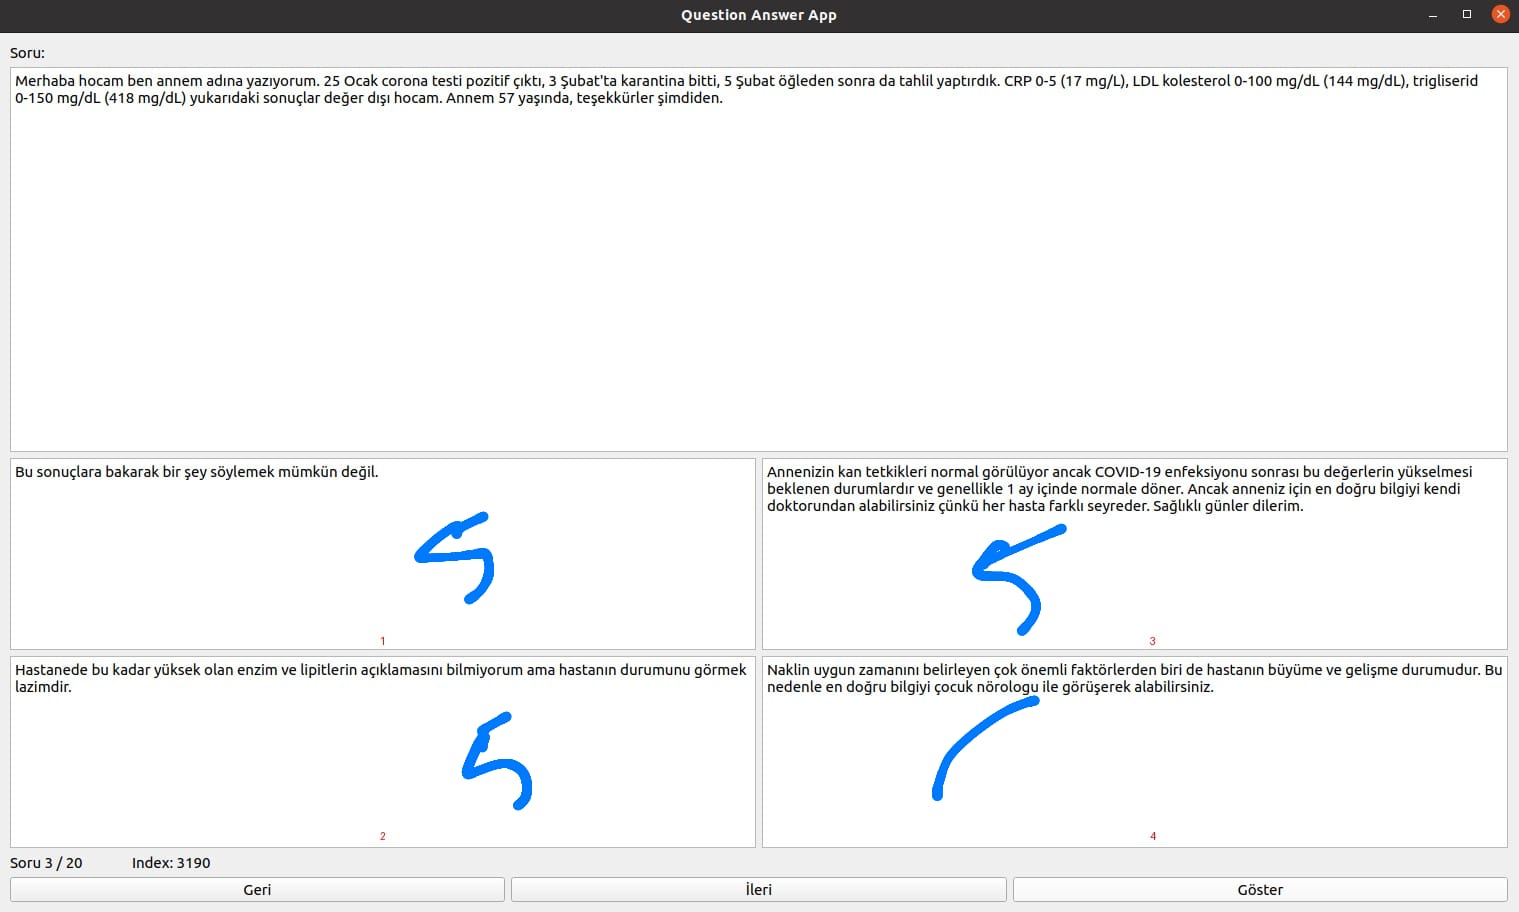 Question Answer App
Soru:
Merhaba hocam ben annem adına yazıyorum. 25 Ocak corona testi pozitif çıktı, 3 Şubat'ta karantina bitti, 5 Şubat öğleden sonra da tahlil yaptırdık. CRP 0-5 (17 mg/L), LDL kolesterol 0-100 mg/dL (144 mg/dL), trigliserid
0-150 mg/dL (418 mg/dL) yukarıdaki sonuçlar değer dışı hocam. Annem 57 yaşında, teşekkürler şimdiden.
Bu sonuçlara bakarak bir şey söylemek mümkün değil.
5
1
Annenizin kan tetkikleri normal görülüyor ancak COVID-19 enfeksiyonu sonrası bu değerlerin yükselmesi
beklenen durumlardır ve genellikle 1 ay içinde normale döner. Ancak anneniz için en doğru bilgiyi kendi
doktorundan alabilirsiniz çünkü her hasta farklı seyreder. Sağlıklı günler dilerim.
5
3
Hastanede bu kadar yüksek olan enzim ve lipitlerin açıklamasını bilmiyorum ama hastanın durumunu görmek
lazimdir.
5
2
Naklin uygun zamanını belirleyen çok önemli faktörlerden biri de hastanın büyüme ve gelişme durumudur. Bu
nedenle en doğru bilgiyi çocuk nörologu ile görüşerek alabilirsiniz.
1
4
Soru 3 / 20 Index: 3190
Geri İleri Göster